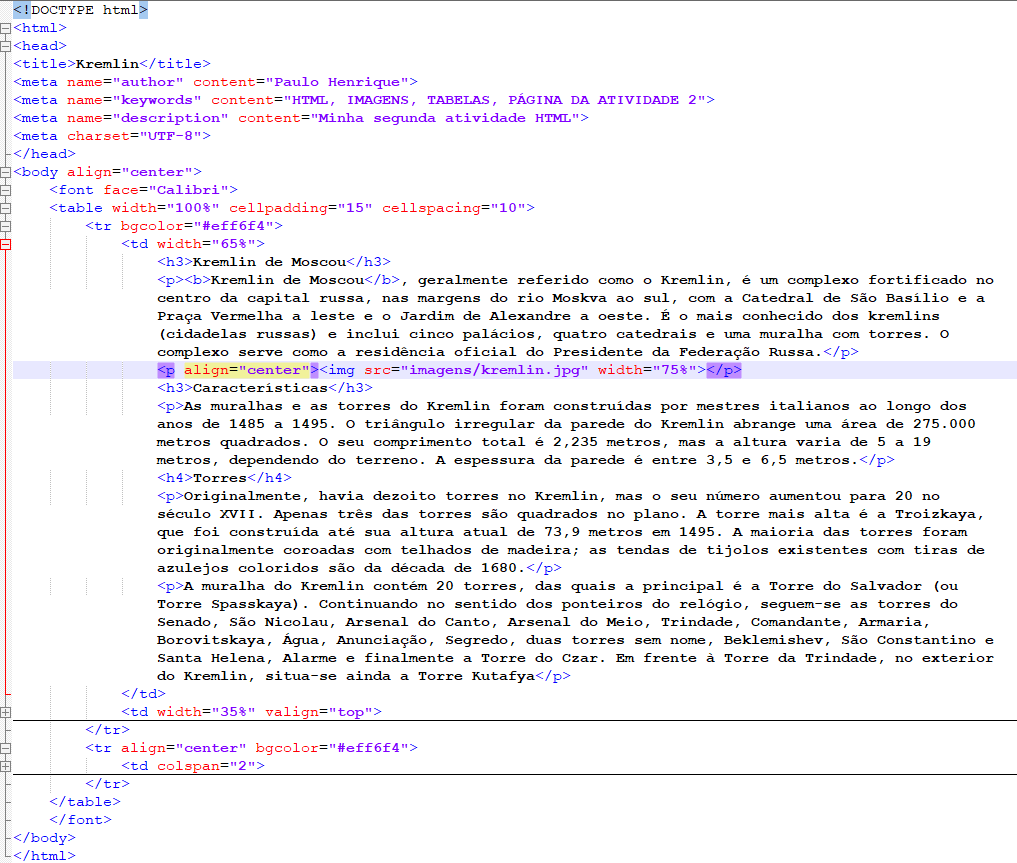 <!DOCTYPE html>
<html>
<head>
<title>Kremlin</title>
<meta name="author" content="Paulo Henrique">
<meta name="keywords" content="HTML, IMAGENS, TABELAS, PÁGINA DA ATIVIDADE 2">
<meta name="description" content="Minha segunda atividade HTML">
<meta charset="UTF-8">
</head>
<body align="center">
<font face="Calibri">
<table width="100%" cellpadding="15" cellspacing="10">
<tr bgcolor="#eff6f4">
<td width="65%">
<h3>Kremlin de Moscou</h3>
<p><b>Kremlin de Moscou</b>, geralmente referido como o Kremlin, é um complexo fortificado no
centro da capital russa, nas margens do rio Moskva ao sul, com a Catedral de São Basílio e a
Praça Vermelha a leste e o Jardim de Alexandre a oeste. É o mais conhecido dos kremlins
(cidadelas russas) e inclui cinco palácios, quatro catedrais e uma muralha com torres. O
complexo serve como a residência oficial do Presidente da Federação Russa.</p>
<p align="center"><img src="imagens/kremlin.jpg" width="75%"></p>
<h3>Características</h3>
<p>As muralhas e as torres do Kremlin foram construídas por mestres italianos ao longo dos
anos de 1485 a 1495. O triângulo irregular da parede do Kremlin abrange uma área de 275.000
metros quadrados. O seu comprimento total é 2,235 metros, mas a altura varia de 5 a 19
metros, dependendo do terreno. A espessura da parede é entre 3,5 e 6,5 metros.</p>
<h4>Torres</h4>
<p>Originalmente, havia dezoito torres no Kremlin, mas o seu número aumentou para 20 no
século XVII. Apenas três das torres são quadrados no plano. A torre mais alta é a Troizkaya,
que foi construída até sua altura atual de 73,9 metros em 1495. A maioria das torres foram
originalmente coroadas com telhados de madeira; as tendas de tijolos existentes com tiras de
azulejos coloridos são da década de 1680.</p>
<p>A muralha do Kremlin contém 20 torres, das quais a principal é a Torre do Salvador (ou
Torre Spasskaya). Continuando no sentido dos ponteiros do relógio, seguem-se as torres do
Senado, São Nicolau, Arsenal do Canto, Arsenal do Meio, Trindade, Comandante, Armaria,
Borovitskaya, Água, Anunciação, Segredo, duas torres sem nome, Beklemishev, São Constantino e
Santa Helena, Alarme e finalmente a Torre do Czar. Em frente à Torre da Trindade, no exterior
do Kremlin, situa-se ainda a Torre Kutafya</p>
</td>
<td width="35%" valign="top">
</tr>
<tr align="center" bgcolor="#eff6f4">
<td colspan="2">
</tr>
</table>
</font>
</body>
</html>